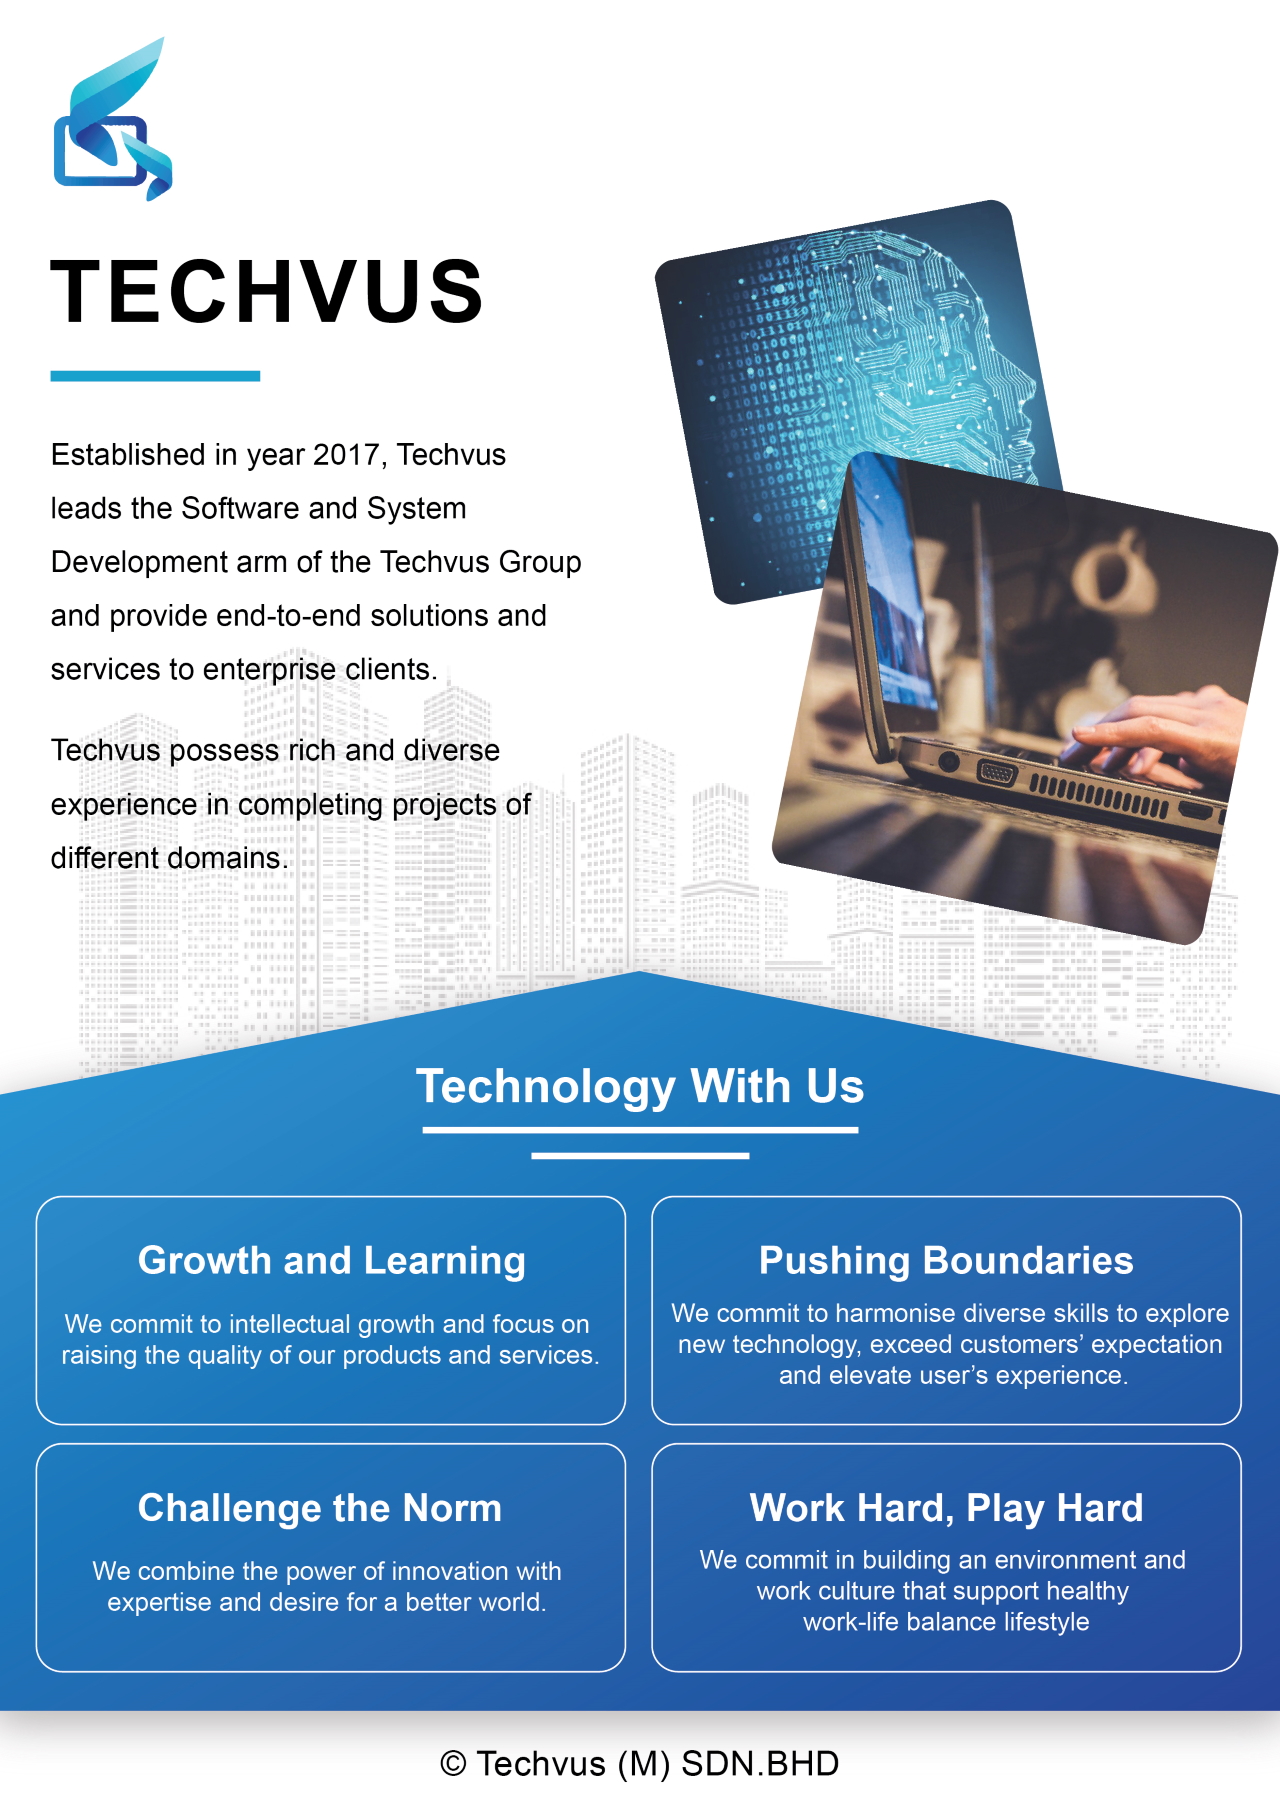 TECHVUS
Established in year 2017, Techvus
leads the Software and System
Development arm of the Techvus Group
and provide end-to-end solutions and
services to enterprise clients.
Techvus possess rich and diverse
experience in completing projects of
different domains.
Technology With Us
Growth and Learning
We commit to intellectual growth and focus on
raising the quality of our products and services.
Pushing Boundaries
We commit to harmonise diverse skills to explore
new technology, exceed customers’ expectation
and elevate user’s experience.
Challenge the Norm
We combine the power of innovation with
expertise and desire for a better world.
Work Hard, Play Hard
We commit in building an environment and
work culture that support healthy
work-life balance lifestyle
© Techvus (M) SDN.BHD